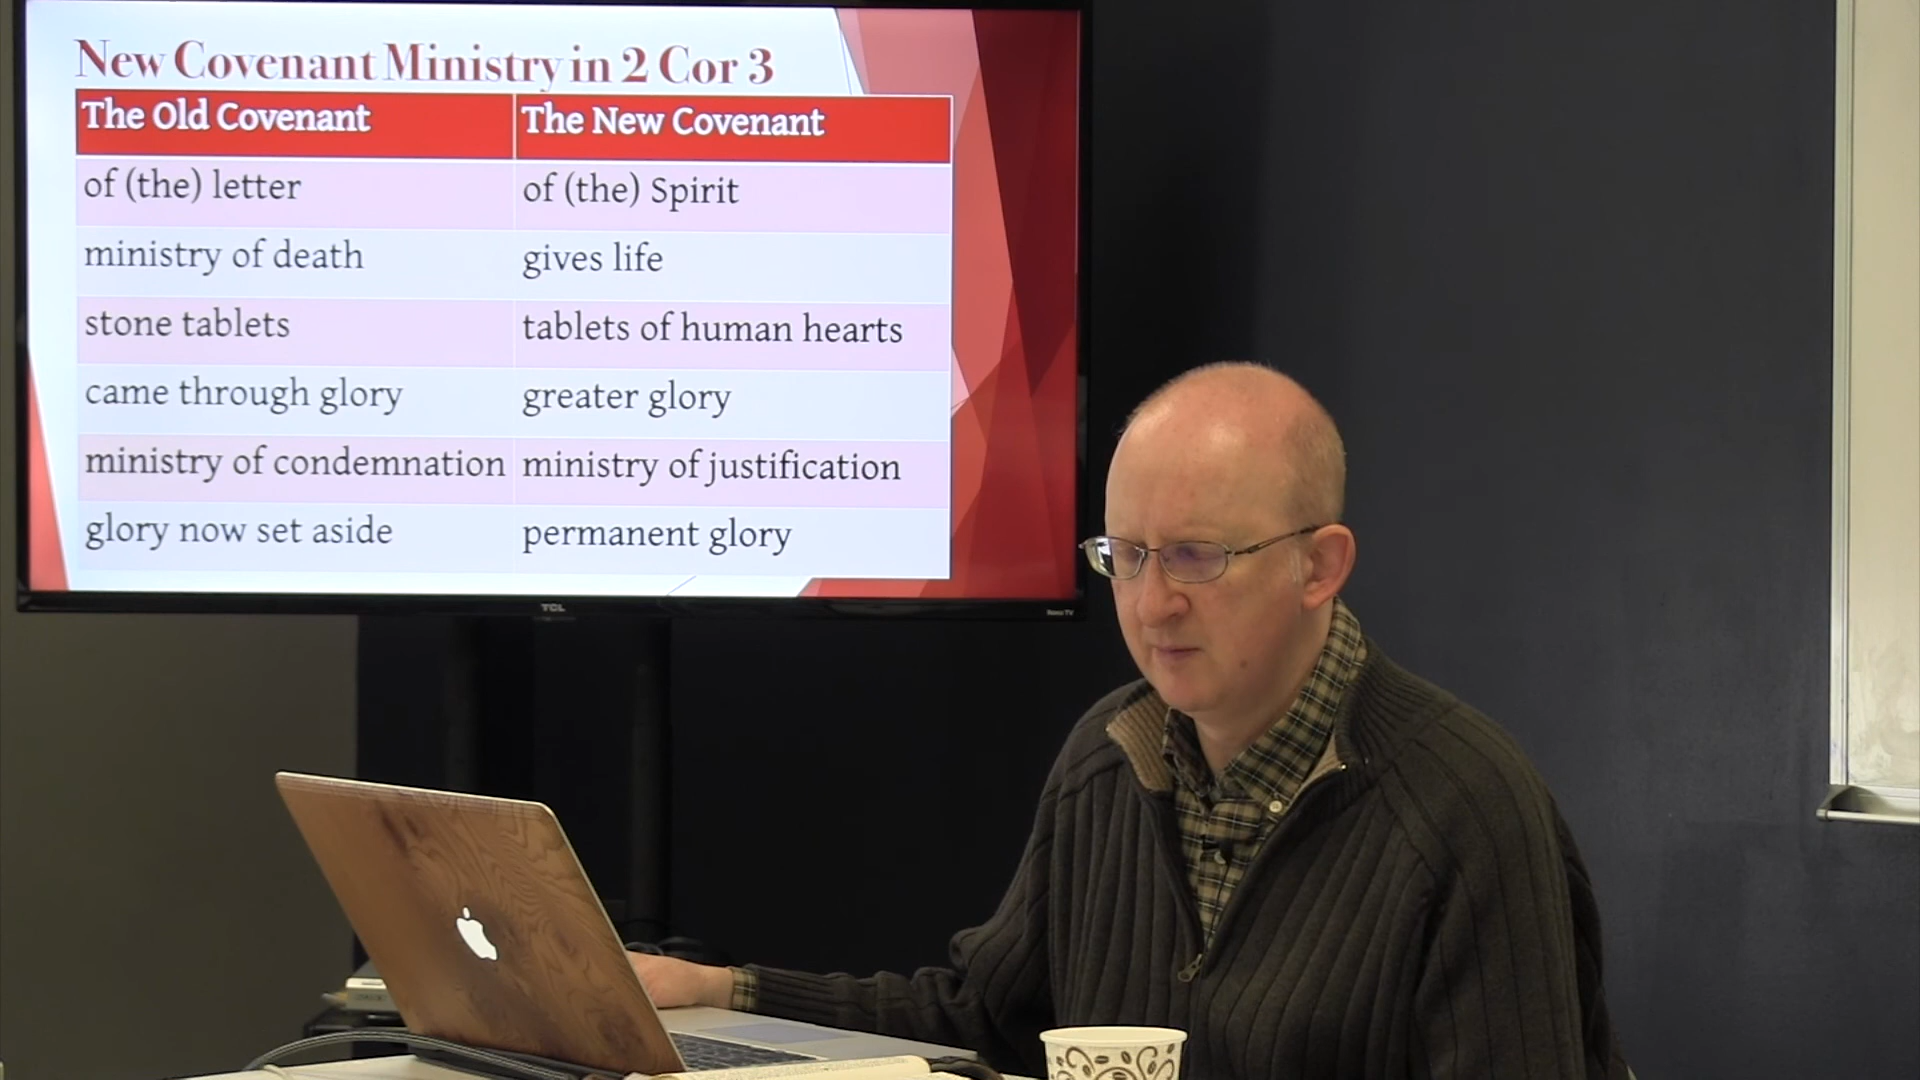 New Covenant Ministry in 2 Cor 3
The Old Covenant The New Covenant
of (the) letter of (the) Spirit
ministry of death gives life
stone tablets tablets of human hearts
came through glory greater glory
ministry of condemnation ministry of justification
glory now set aside permanent glory
TCL
Roku TV